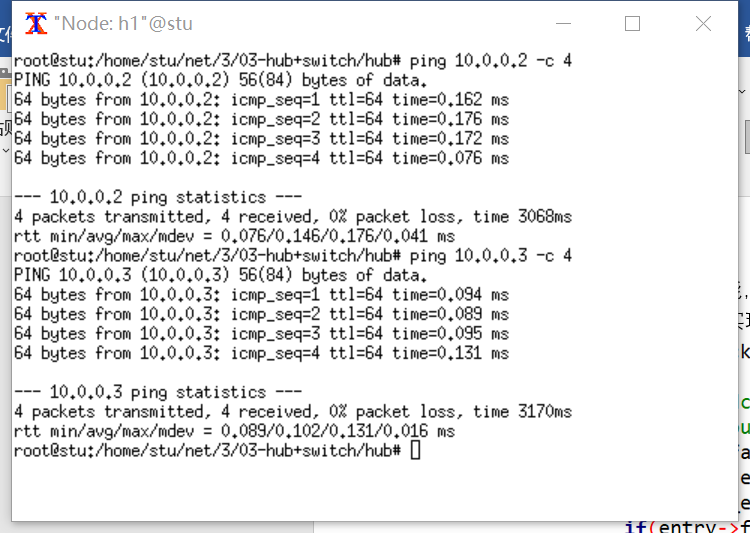 "Node: h1"@stu
root@stu:/home/stu/net/3/03-hub+switch/hub# ping 10.0.0.2 -c 4
PING 10.0.0.2 (10.0.0.2) 56(84) bytes of data.
64 bytes from 10.0.0.2: icmp_seq=1 ttl=64 time=0.162 ms
64 bytes from 10.0.0.2: icmp_seq=2 ttl=64 time=0.176 ms
64 bytes from 10.0.0.2: icmp_seq=3 ttl=64 time=0.172 ms
64 bytes from 10.0.0.2: icmp_seq=4 ttl=64 time=0.076 ms
--- 10.0.0.2 ping statistics ---
4 packets transmitted, 4 received, 0% packet loss, time 3068ms
rtt min/avg/max/mdev = 0.076/0.146/0.176/0.041 ms
root@stu:/home/stu/net/3/03-hub+switch/hub# ping 10.0.0.3 -c 4
PING 10.0.0.3 (10.0.0.3) 56(84) bytes of data.
64 bytes from 10.0.0.3: icmp_seq=1 ttl=64 time=0.094 ms
64 bytes from 10.0.0.3: icmp_seq=2 ttl=64 time=0.089 ms
64 bytes from 10.0.0.3: icmp_seq=3 ttl=64 time=0.095 ms
64 bytes from 10.0.0.3: icmp_seq=4 ttl=64 time=0.131 ms
--- 10.0.0.3 ping statistics ---
4 packets transmitted, 4 received, 0% packet loss, time 3170ms
rtt min/avg/max/mdev = 0.089/0.102/0.131/0.016 ms
root@stu:/home/stu/net/3/03-hub+switch/hub#
if(entry->f